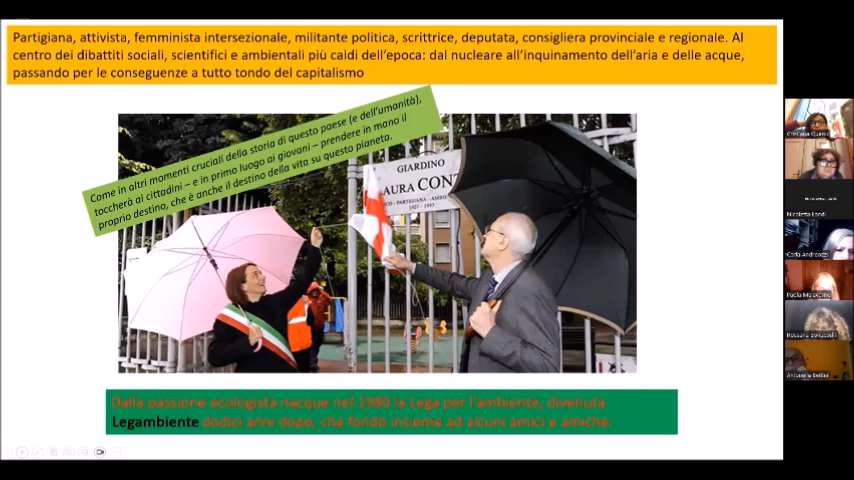 Partigiana, attivista, femminista intersezionale, militante politica, scrittrice, deputata, consigliera provinciale e regionale. Al
centro dei dibattiti sociali, scientifici e ambientali più caldi dell'epoca: dal nucleare all'inquinamento dell'aria e delle acque,
passando per le conseguenze a tutto tondo del capitalismo
Come in altri momenti cruciali della storia di questo paese (e dell'umanità),
toccherà ai cittadini – e in primo luogo ai giovani – prendere in mano il
proprio destino, che è anche il destino della vita su questo pianeta.
GIARDINO
AURA CONT
PARTIGIANA
Dalla passione ecologista nacque nel 1980 la Lega per l'ambiente, divenuta
Legambiente dodici anni dopo, che fondò insieme ad alcuni amici e amiche.
Nicoletta Landi
Carla Andreozzi